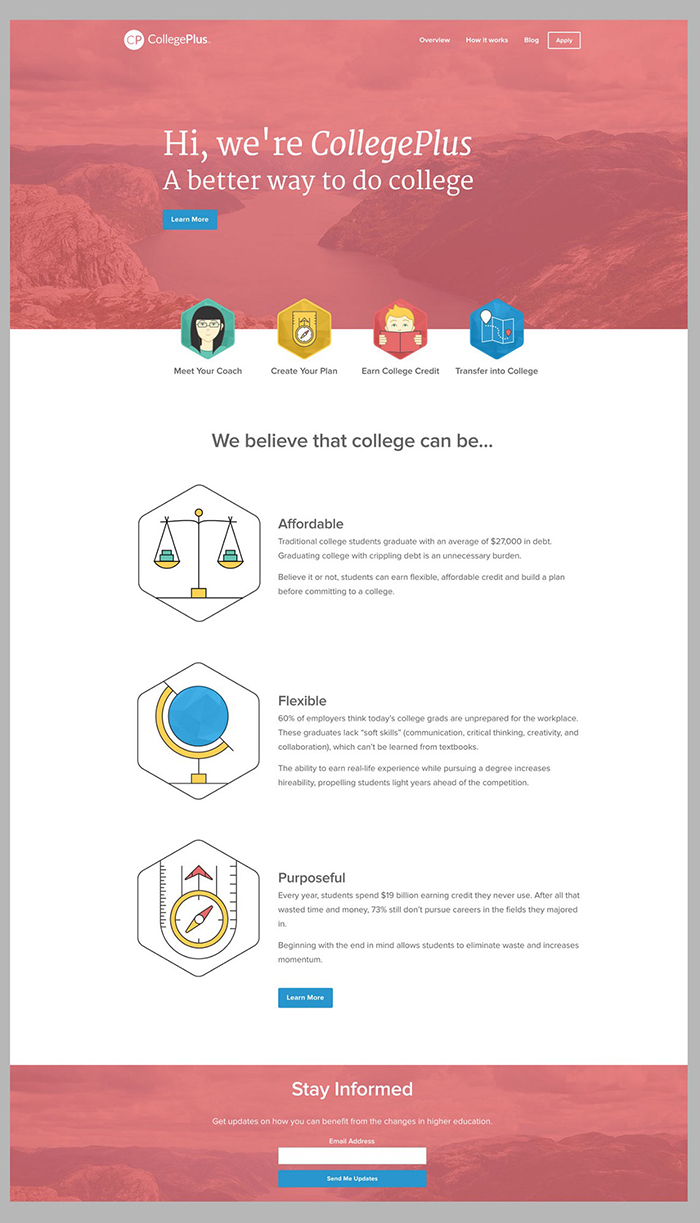 CP CollegePlus
Overview How it works Blog Apply
Hi, we're CollegePlus
A better way to do college
Learn More
Meet Your Coach Create Your Plan Earn College Credit Transfer into College
We believe that college can be...
Affordable
Traditional college students graduate with an average of $27,000 in debt.
Graduating college with crippling debt is an unnecessary burden.
Believe it or not, students can earn flexible, affordable credit and build a plan
before committing to a college.
Flexible
60% of employers think today's college grads are unprepared for the workplace.
These graduates lack “soft skills” (communication, critical thinking, creativity, and
collaboration), which can't be learned from textbooks.
The ability to earn real-life experience while pursuing a degree increases
hireability, propelling students light years ahead of the competition.
Purposeful
Every year, students spend $19 billion earning credit they never use. After all that
wasted time and money, 73% still don't pursue careers in the fields they majored
in.
Beginning with the end in mind allows students to eliminate waste and increases
momentum.
Learn More
Stay Informed
Get updates on how you can benefit from the changes in higher education.
Email Address
Send Me Updates